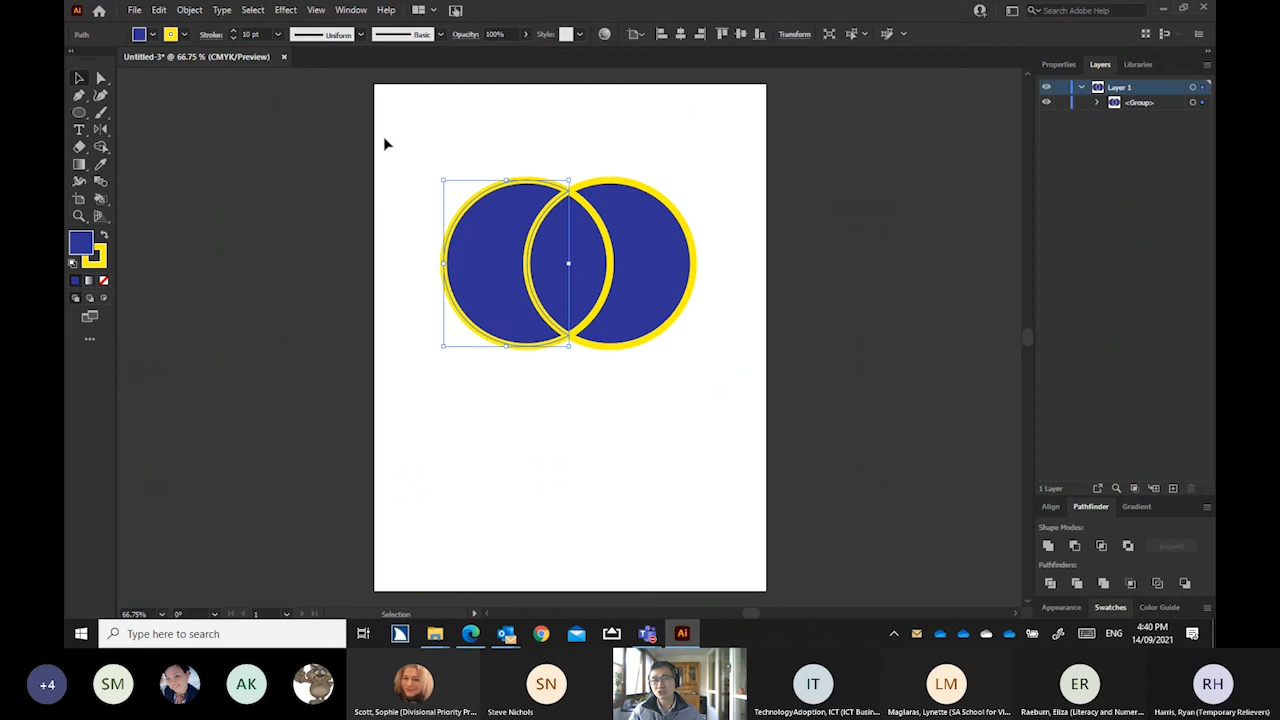 Ai File Edit Object Type Select Effect View Window Help Search Adobe Help
Path Stroke: 10 pt Uniform Basic Opacity: 100% Style: Transform
Untitled-3* @ 66.75 % (CMYK/Preview)
Properties Layers Libraries
Layer 1
<Group>
1 Layer
Align Pathfinder Gradient
Shape Modes:
Expand
Pathfinders:
Appearance Swatches Color Guide
66.75% 0° 1 Selection
Type here to search
Ai
ENG
4:40 PM
14/09/2021
+4
SM
AK
SN
IT
LM
ER
RH
Scott, Sophie (Divisional Priority Pr...
Steve Nichols
TechnologyAdoption, ICT (ICT Busin...
Maglaras, Lynette (SA School for Vi...
Raeburn, Eliza (Literacy and Numer...
Harris, Ryan (Temporary Relievers)